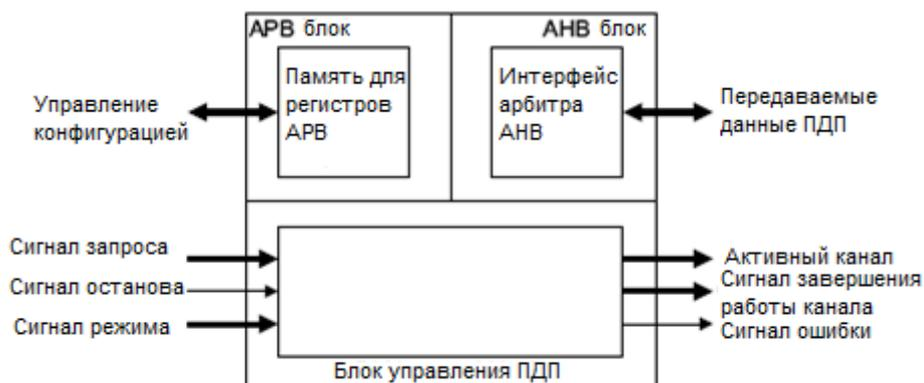 APB блок
AHB блок
Память для
регистров
APB
Интерфейс
арбитра
AHB
Управление
конфигурацией
Передаваемые
данные ПДП
Сигнал запроса
Сигнал останова
Сигнал режима
Активный канал
Сигнал завершения
работы канала
Сигнал ошибки
Блок управления ПДП